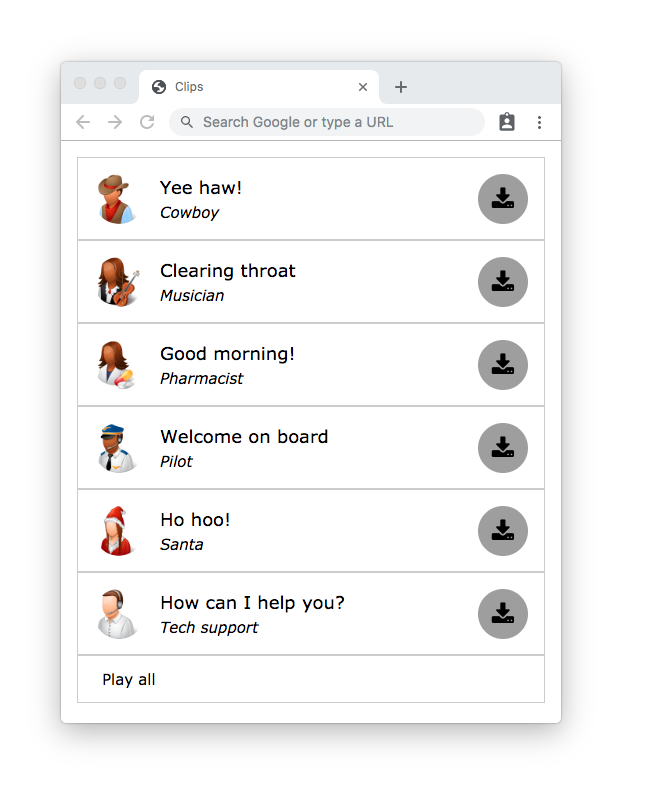 Clips
Search Google or type a URL
Yee haw!
Cowboy
Clearing throat
Musician
Good morning!
Pharmacist
Welcome on board
Pilot
Ho hoo!
Santa
How can I help you?
Tech support
Play all